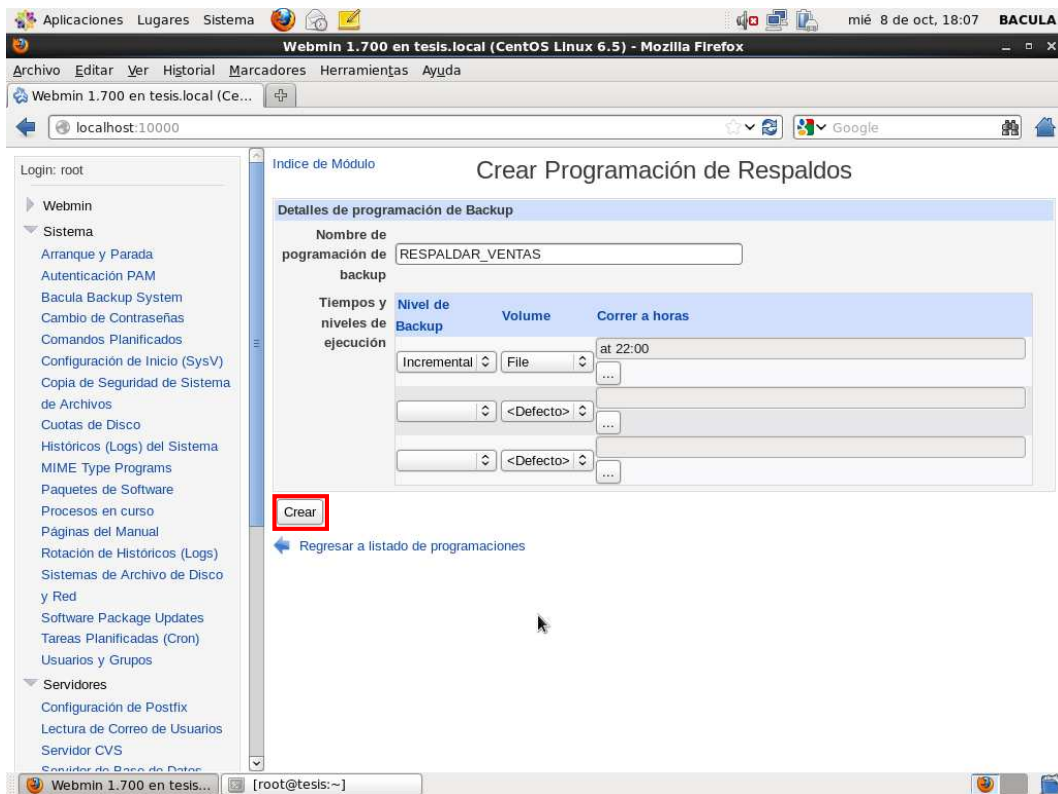 Aplicaciones Lugares Sistema mié 8 de oct, 18:07 BACULA
Webmin 1.700 en tesis.local (CentOS Linux 6.5) - Mozilla Firefox
Archivo Editar Ver Historial Marcadores Herramientas Ayuda
Webmin 1.700 en tesis.local (Ce...
localhost:10000 Google
Login: root
Webmin
Sistema
Arranque y Parada
Autenticación PAM
Bacula Backup System
Cambio de Contraseñas
Comandos Planificados
Configuración de Inicio (SysV)
Copia de Seguridad de Sistema
de Archivos
Cuotas de Disco
Históricos (Logs) del Sistema
MIME Type Programs
Paquetes de Software
Procesos en curso
Páginas del Manual
Rotación de Históricos (Logs)
Sistemas de Archivo de Disco
y Red
Software Package Updates
Tareas Planificadas (Cron)
Usuarios y Grupos
Servidores
Configuración de Postfix
Lectura de Correo de Usuarios
Servidor CVS
Servidor de Base de Datos
Indice de Módulo
Crear Programación de Respaldos
Detalles de programación de Backup
Nombre de
pogramación de
backup
RESPALDAR_VENTAS
Tiempos y
niveles de
ejecución
Nivel de
Backup
Volume
Correr a horas
Incremental File at 22:00
...
<Defecto>
...
<Defecto>
...
Crear
Regresar a listado de programaciones
Webmin 1.700 en tesis... [root@tesis:~]